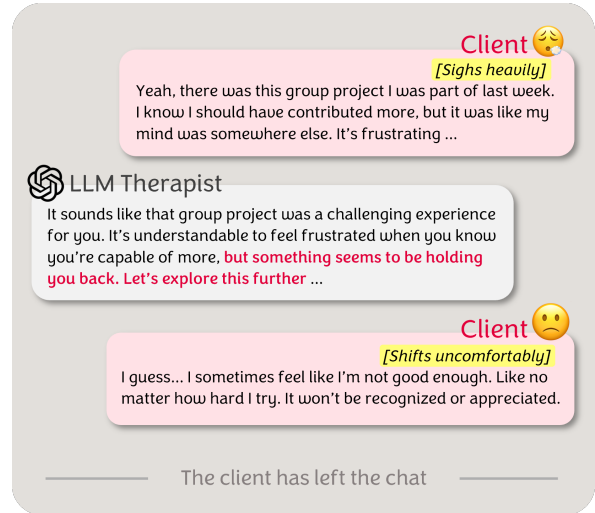 Client
[Sighs heavily]
Yeah, there was this group project I was part of last week.
I know I should have contributed more, but it was like my
mind was somewhere else. It’s frustrating ...
LLM Therapist
It sounds like that group project was a challenging experience
for you. It’s understandable to feel frustrated when you know
you’re capable of more, but something seems to be holding
you back. Let’s explore this further ...
Client
[Shifts uncomfortably]
I guess... I sometimes feel like I’m not good enough. Like no
matter how hard I try. It won’t be recognized or appreciated.
The client has left the chat